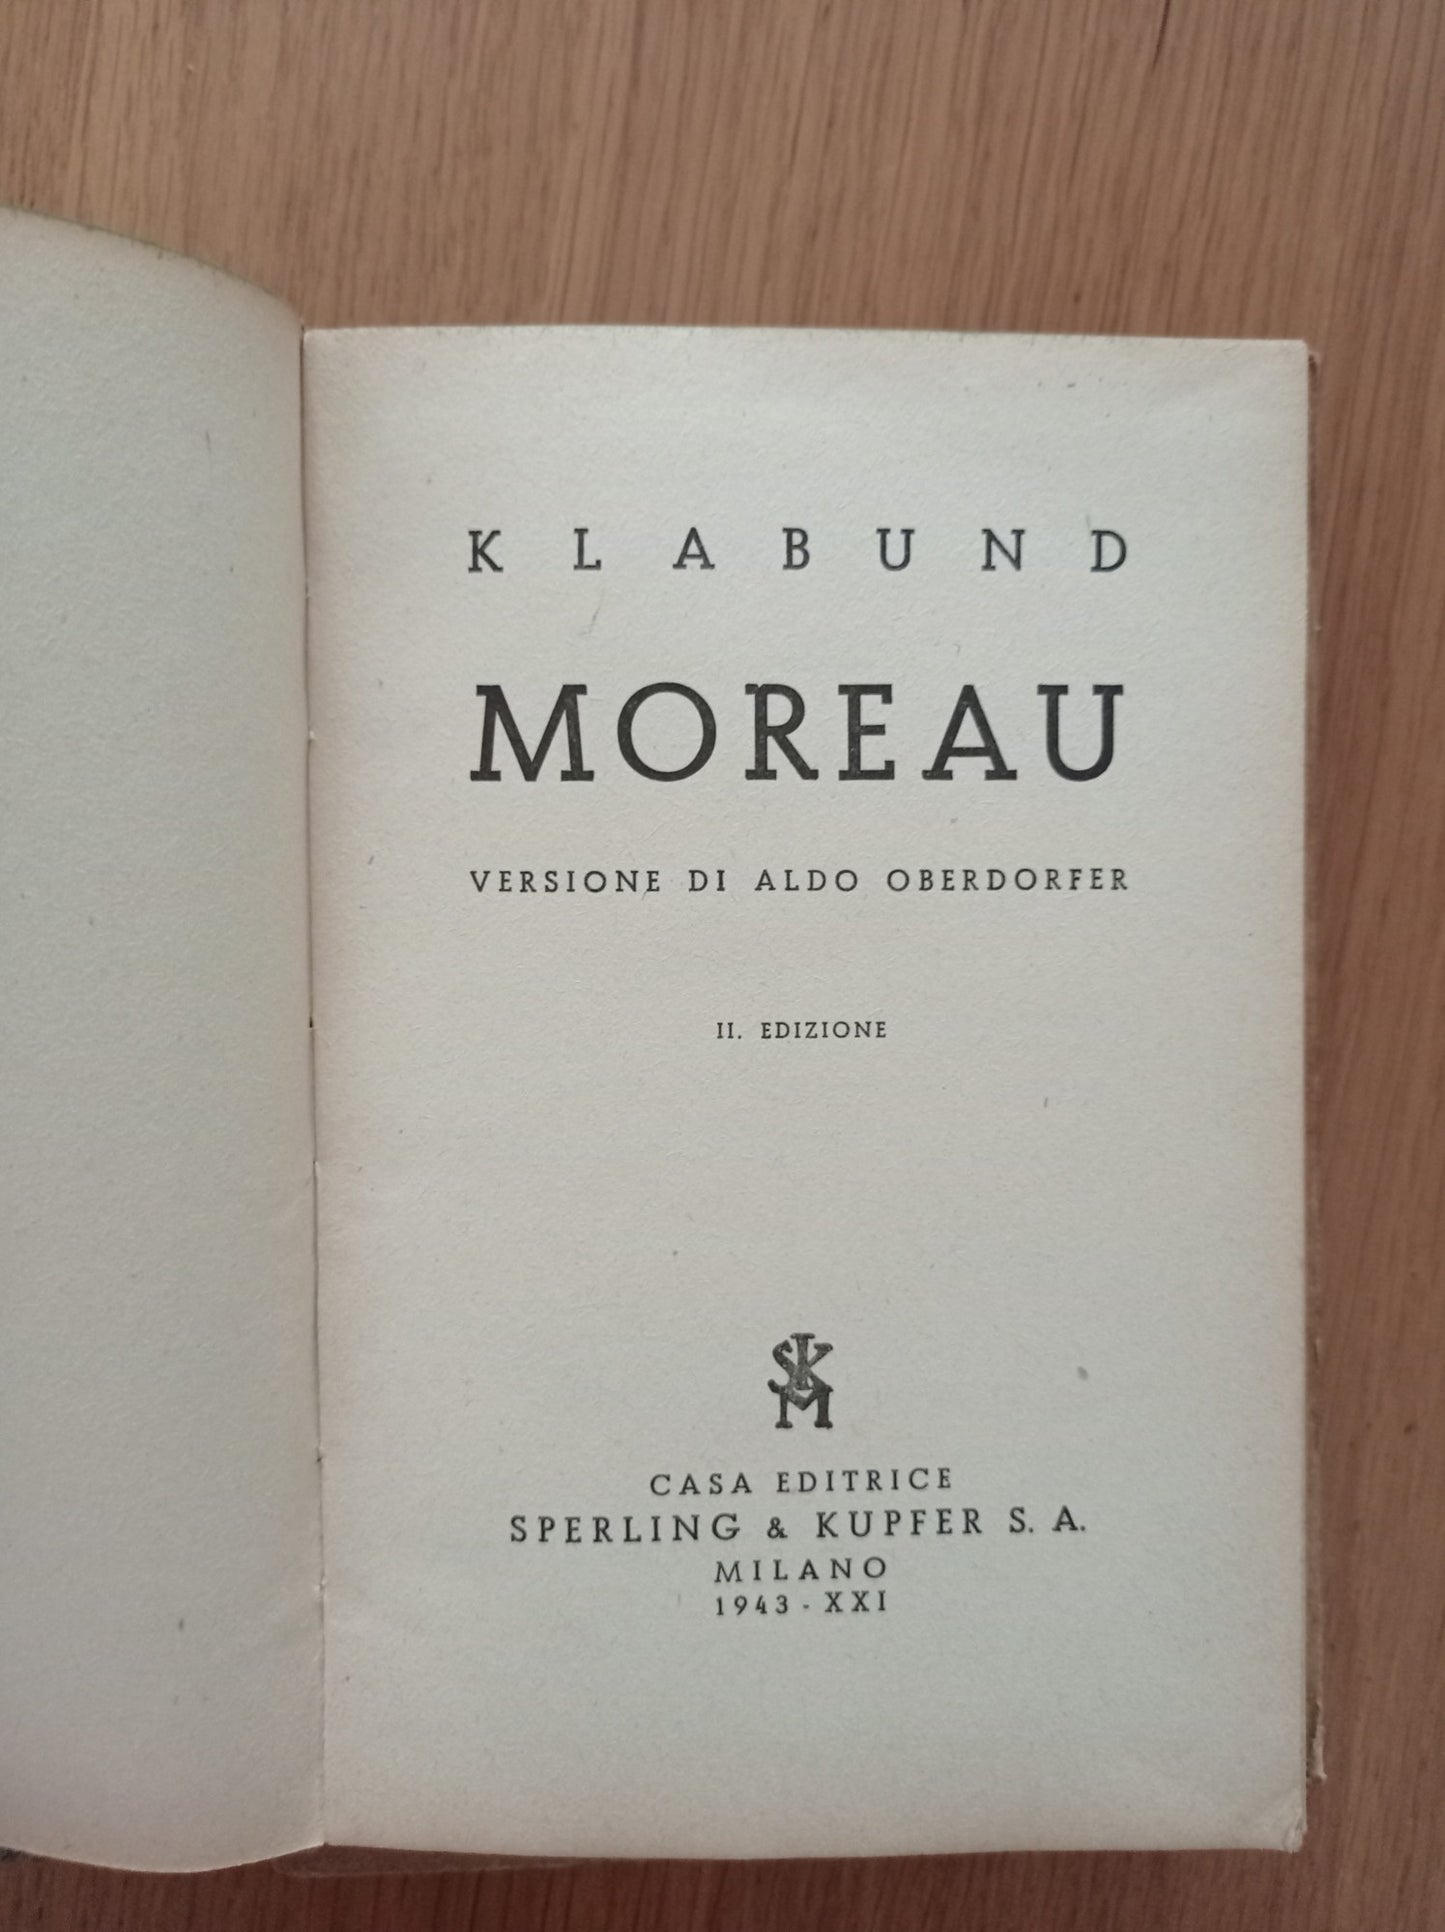 KLABUND
MOREAU
VERSIONE DI ALDO OBERDORFER
II. EDIZIONE
SKM
CASA EDITRICE
SPERLING & KUPFER S. A.
MILANO
1943 - XXI